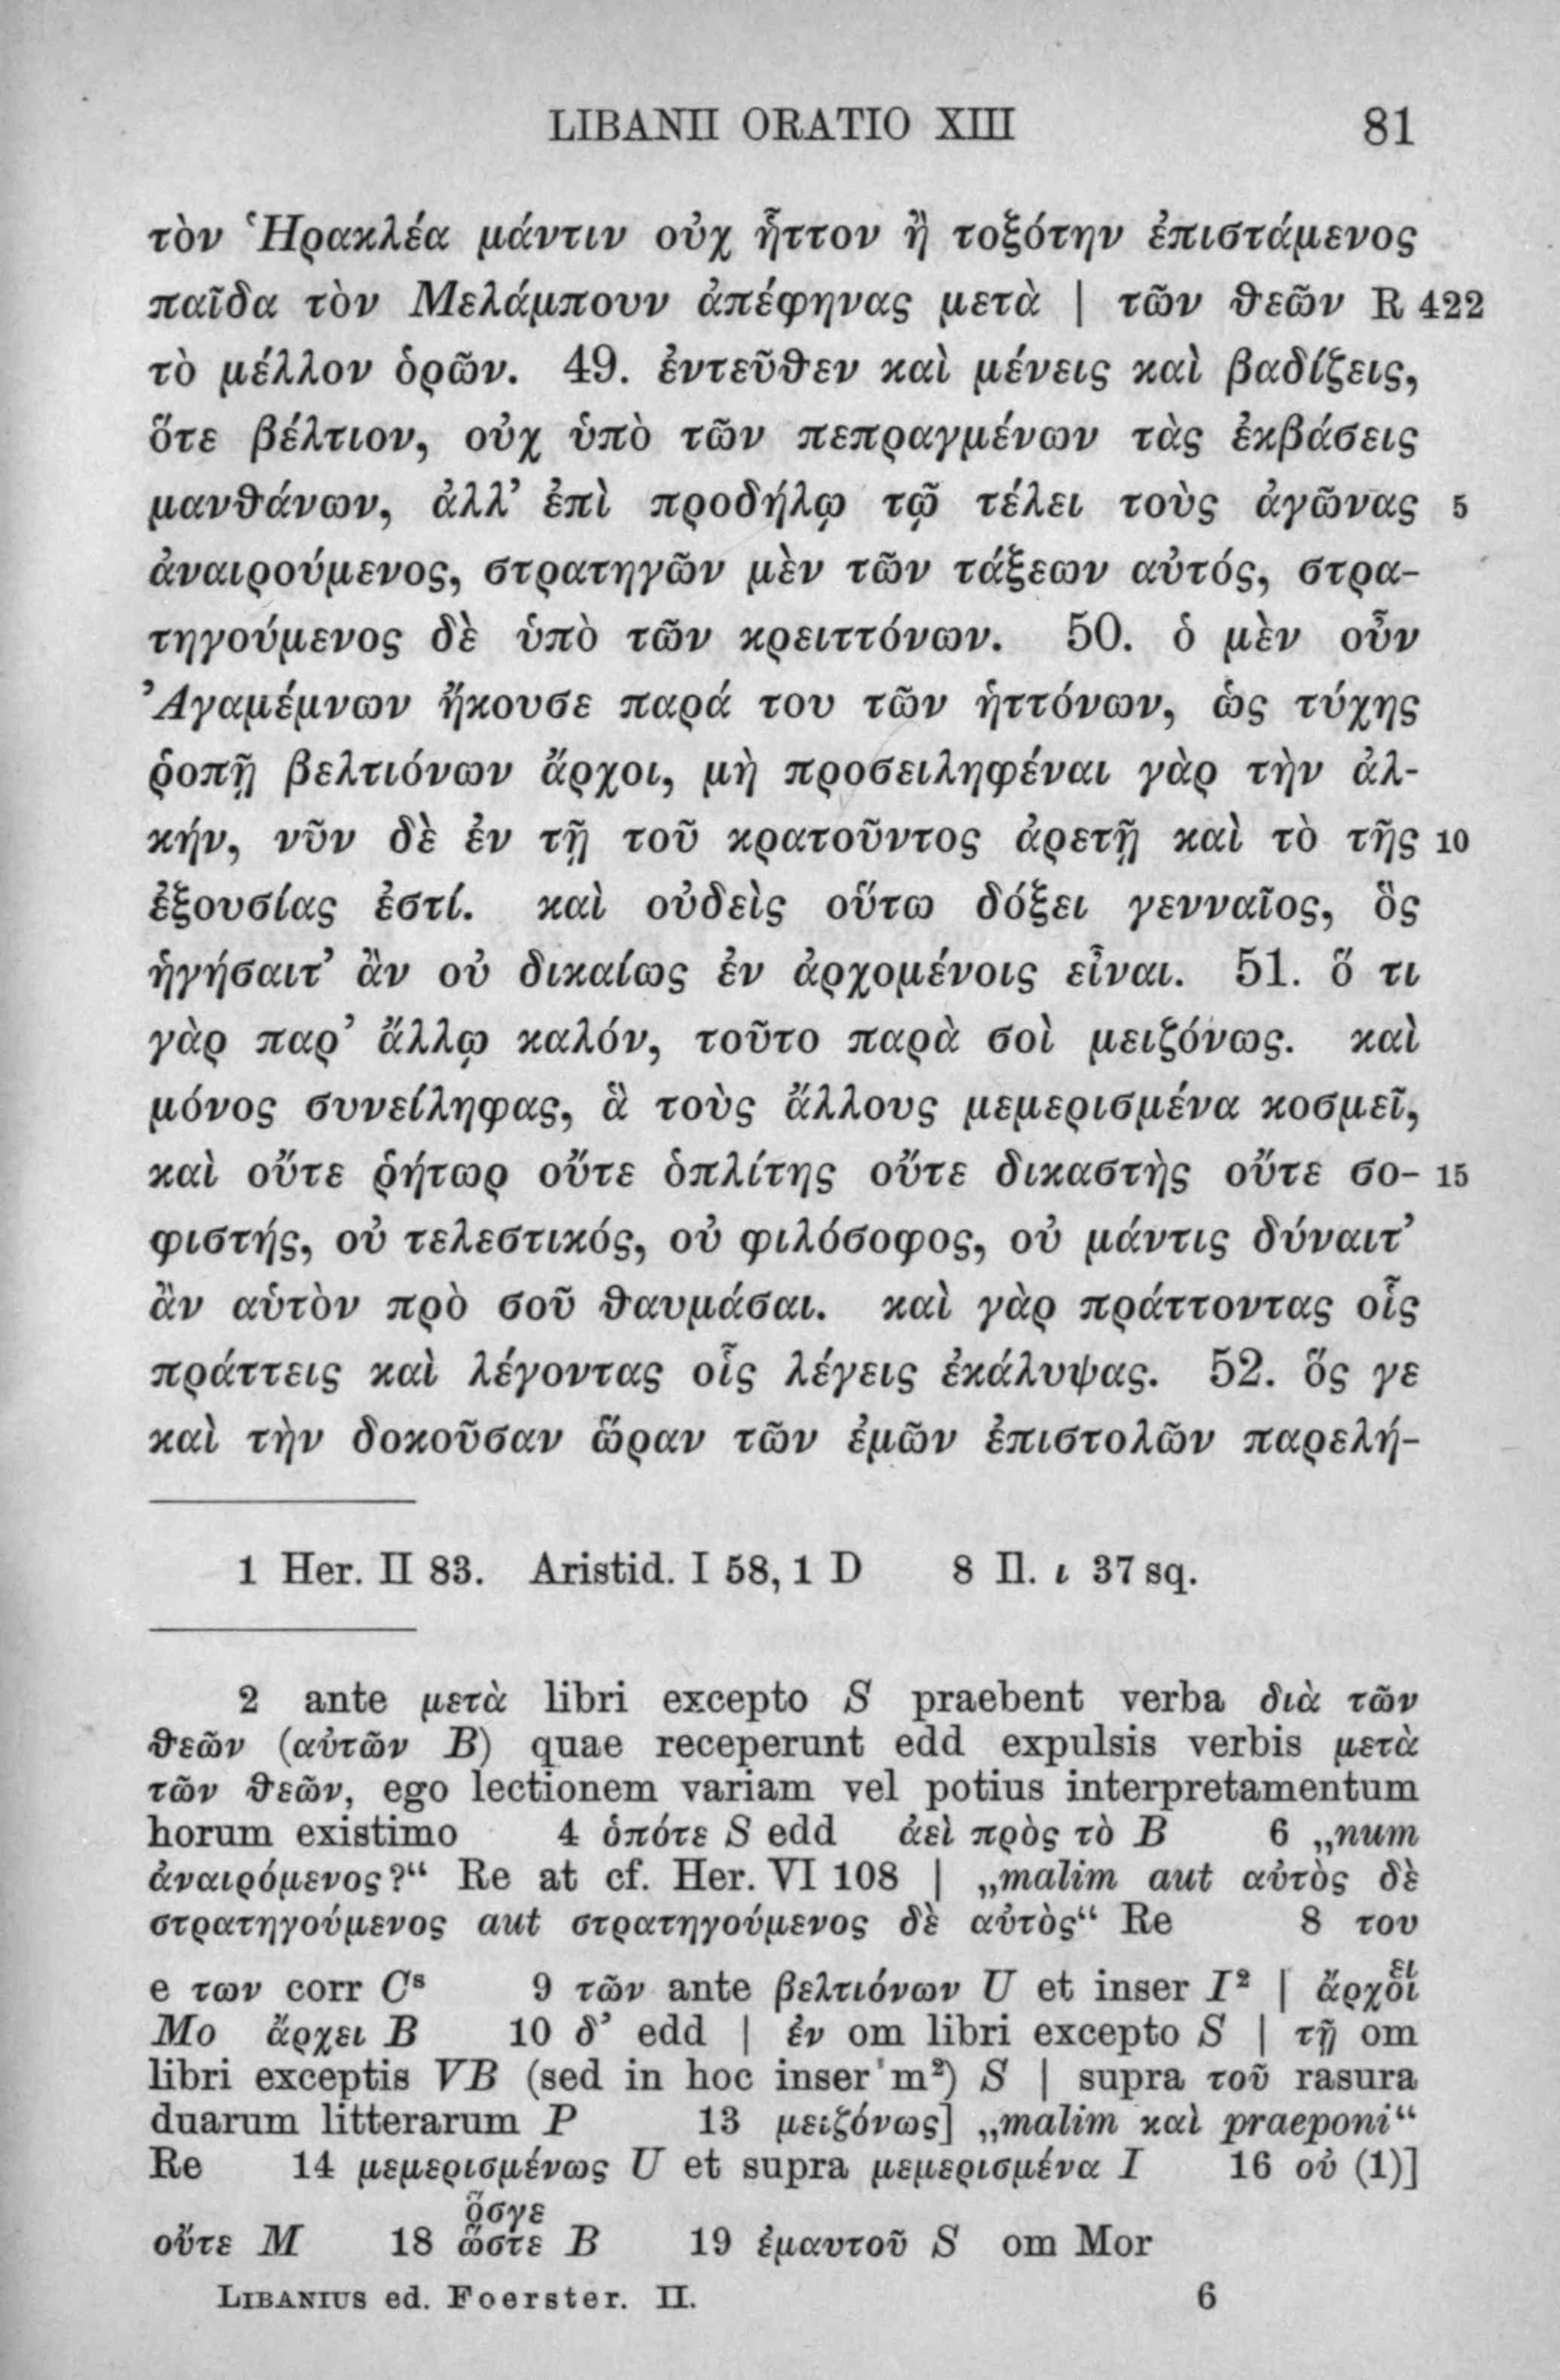 LIBANII ORATIO XIII 81
τὸν Ἡρακλέα μάντιν οὐχ ἧττον ἢ τοξότην ἐπιστάμενος
παῖδα τὸν Μελάμπουν ἀπέφηνας μετὰ | τῶν θεῶν R 422
τὸ μέλλον ὁρῶν. 49. ἐντεῦθεν καὶ μένεις καὶ βαδίζεις,
ὅτε βέλτιον, οὐχ ὑπὸ τῶν πεπραγμένων τὰς ἐκβάσεις
μανθάνων, ἀλλ’ ἐπὶ προδήλῳ τῷ τέλει τοὺς ἀγῶνας 5
ἀναιρούμενος, στρατηγῶν μὲν τῶν τάξεων αὐτός, στρα-
τηγούμενος δὲ ὑπὸ τῶν κρειττόνων. 50. ὁ μὲν οὖν
Ἀγαμέμνων ἤκουσε παρά του τῶν ἡττόνων, ὡς τύχης
ῥοπῇ βελτιόνων ἄρχοι, μὴ προσειληφέναι γὰρ τὴν ἀλ-
κήν, νῦν δὲ ἐν τῇ τοῦ κρατοῦντος ἀρετῇ καὶ τὸ τῆς 10
ἐξουσίας ἐστί. καὶ οὐδεὶς οὕτω δόξει γενναῖος, ὃς
ἡγήσαιτ’ ἂν οὐ δικαίως ἐν ἀρχομένοις εἶναι. 51. ὅ τι
γὰρ παρ’ ἄλλῳ καλόν, τοῦτο παρὰ σοὶ μειζόνως. καὶ
μόνος συνείληφας, ἃ τοὺς ἄλλους μεμερισμένα κοσμεῖ,
καὶ οὔτε ῥήτωρ οὔτε ὁπλίτης οὔτε δικαστὴς οὔτε σο- 15
φιστής, οὐ τελεστικός, οὐ φιλόσοφος, οὐ μάντις δύναιτ’
ἂν αὑτὸν πρὸ σοῦ θαυμάσαι. καὶ γὰρ πράττοντας οἷς
πράττεις καὶ λέγοντας οἷς λέγεις ἐκάλυψας. 52. ὅς γε
καὶ τὴν δοκοῦσαν ὥραν τῶν ἐμῶν ἐπιστολῶν παρελή-
1 Her. II 83. Aristid. I 58, 1 D 8 Il. ι 37 sq.
2 ante μετὰ libri excepto S praebent verba διὰ τῶν
θεῶν (αὐτῶν B) quae receperunt edd expulsis verbis μετὰ
τῶν θεῶν, ego lectionem variam vel potius interpretamentum
horum existimo 4 ὁπότε S edd ἀεὶ πρὸς τὸ B 6 „num
ἀναιρόμενος?“ Re at cf. Her. VI 108 | „malim aut αὐτὸς δὲ
στρατηγούμενος aut στρατηγούμενος δὲ αὐτὸς“ Re 8 του
e των corr Cˢ 9 τῶν ante βελτιόνων U et inser I² | ἄρχοῖ
ει
Mo ἄρχει B 10 δ’ edd | ἐν om libri excepto S | τῇ om
libri exceptis VB (sed in hoc inser m²) S | supra τοῦ rasura
duarum litterarum P 13 μειζόνως] „malim καὶ praeponi“
Re 14 μεμερισμένως U et supra μεμερισμένα I 16 οὐ (1)]
ὅσγε
οὔτε M 18 ὥστε B 19 ἐμαυτοῦ S om Mor
LIBANIUS ed. Foerster. II. 6